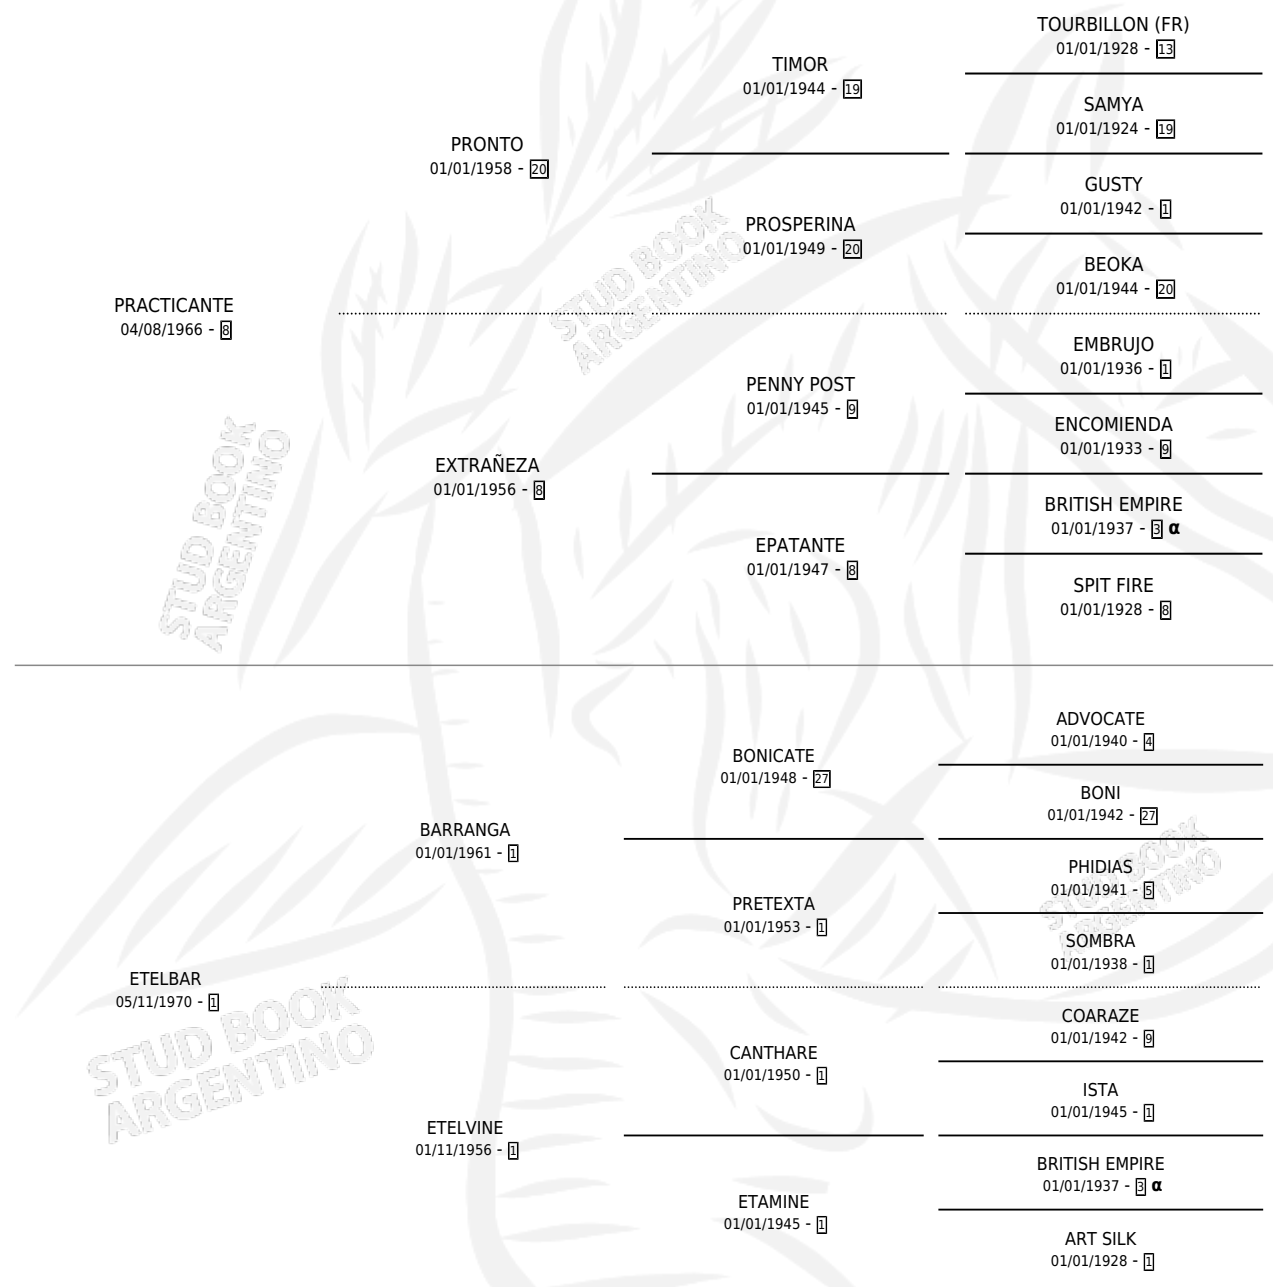 TOURBILLON (FR)
01/01/1928 - 13
TIMOR
01/01/1944 - 19
SAMYA
01/01/1924 - 19
PRONTO
01/01/1958 - 20
GUSTY
01/01/1942 - 1
PROSPERINA
01/01/1949 - 20
BEOKA
01/01/1944 - 20
PRACTICANTE
04/08/1966 - 8
EMBRUJO
01/01/1936 - 1
PENNY POST
01/01/1945 - 9
ENCOMIENDA
01/01/1933 - 9
EXTRAÑEZA
01/01/1956 - 8
BRITISH EMPIRE
01/01/1937 - 3 α
EPATANTE
01/01/1947 - 8
SPIT FIRE
01/01/1928 - 8
ADVOCATE
01/01/1940 - 4
BONICATE
01/01/1948 - 27
BONI
01/01/1942 - 27
BARRANGA
01/01/1961 - 1
PHIDIAS
01/01/1941 - 5
PRETEXTA
01/01/1953 - 1
SOMBRA
01/01/1938 - 1
ETELBAR
05/11/1970 - 1
COARAZE
01/01/1942 - 9
CANTHARE
01/01/1950 - 1
ISTA
01/01/1945 - 1
ETELVINE
01/11/1956 - 1
BRITISH EMPIRE
01/01/1937 - 3 α
ETAMINE
01/01/1945 - 1
ART SILK
01/01/1928 - 1
STUD BOOK
ARGENTINO
STUD BOOK
ARGENTINO
STUD BOOK
ARGENTINO
STUD BOOK
ARGENTINO